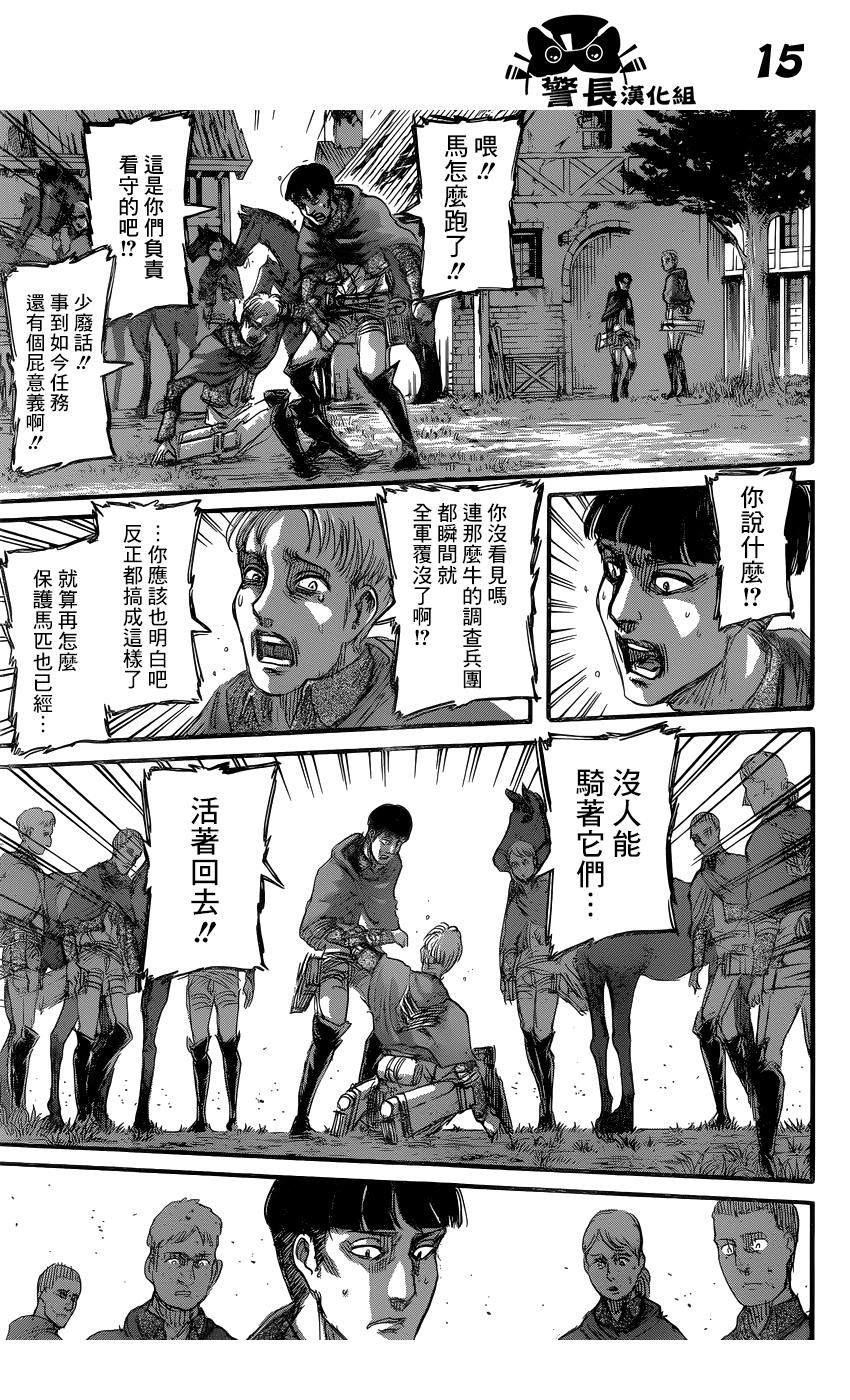 15
警長漢化組
喂!!
馬怎麼跑了!!
這是你們負責
看守的吧!?
少廢話!!
事到如今任務
還有個屁意義啊!!
你說什麼!?
你沒看見嗎
連那麼牛的調查兵團
都瞬間就
全軍覆沒了啊!?
…你應該也明白吧
反正都搞成這樣了
就算再怎麼
保護馬匹也已經…
沒人能
騎著它們…
活著回去!!